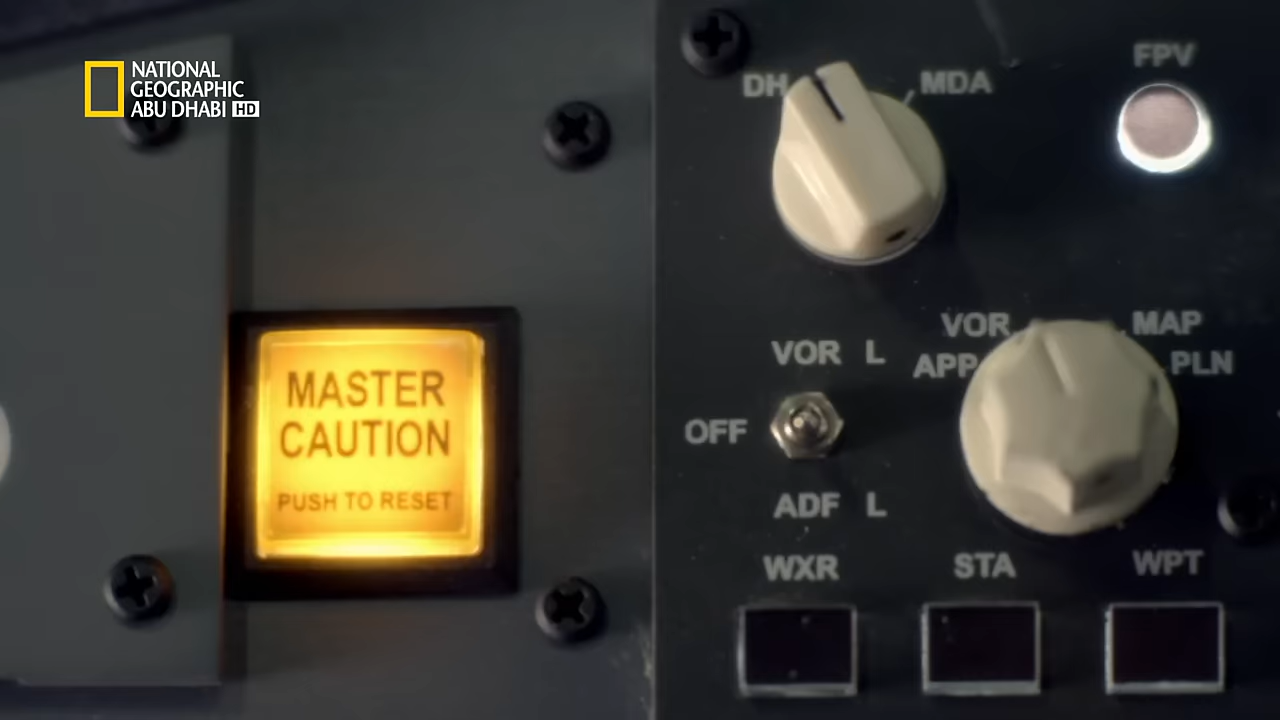 NATIONAL
GEOGRAPHIC
ABU DHABI HD
MASTER
CAUTION
PUSH TO RESET
DH
MDA
FPV
VOR L
OFF
ADF L
VOR
APP
MAP
PLN
WXR
STA
WPT